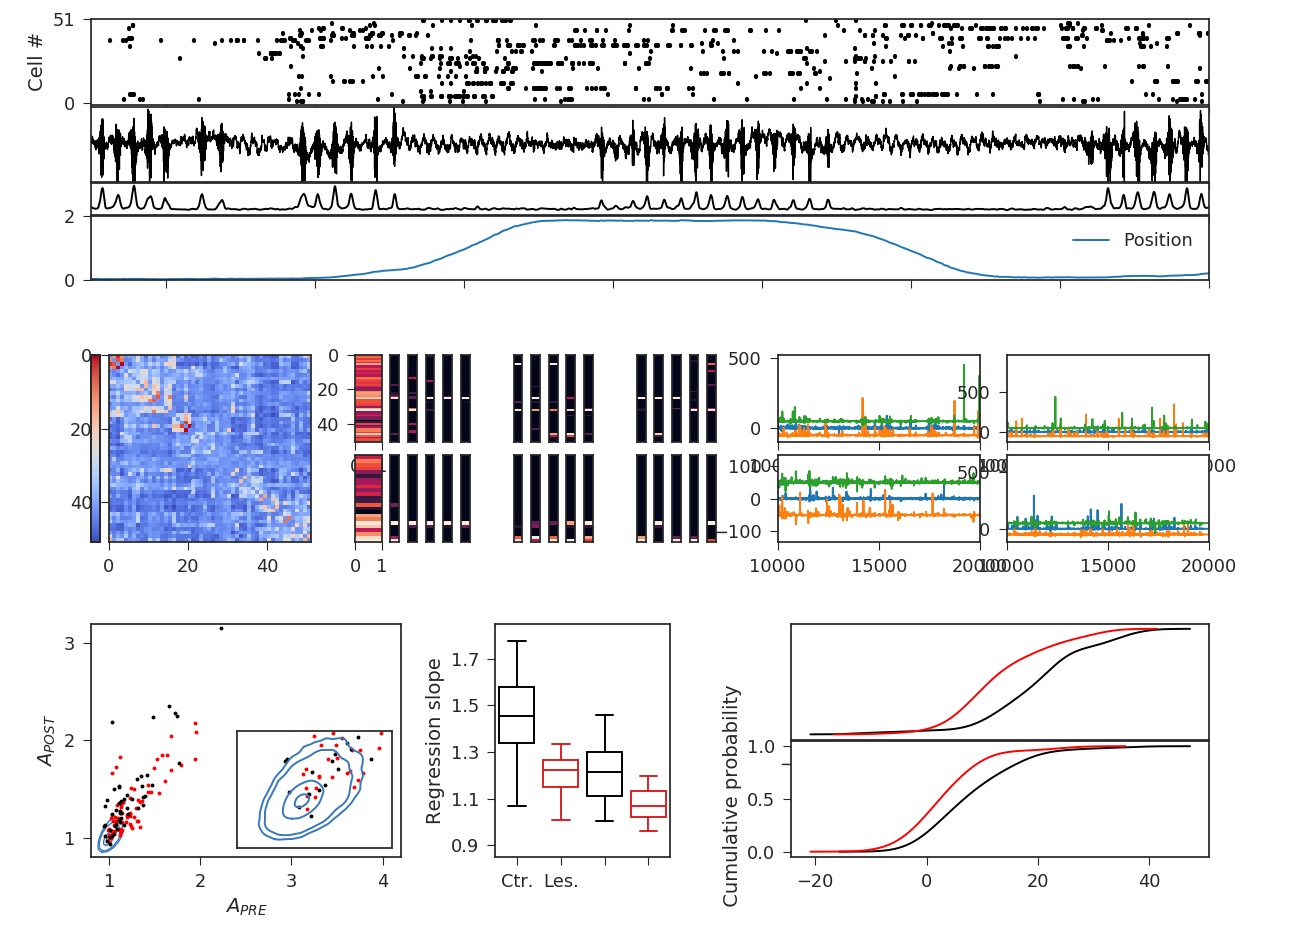 51
Cell #
0
2
Position
0
0
20
40
0 20 40
0
20
40
0 1
500
0
100
0
−100
10000 15000 20000
500
0
500
0
10000 15000 20000
3
2
1
A_POST
1 2 3 4
A_PRE
Regression slope
1.7
1.5
1.3
1.1
0.9
Ctr. Les.
Cumulative probability
1.0
0.5
0.0
−20 0 20 40